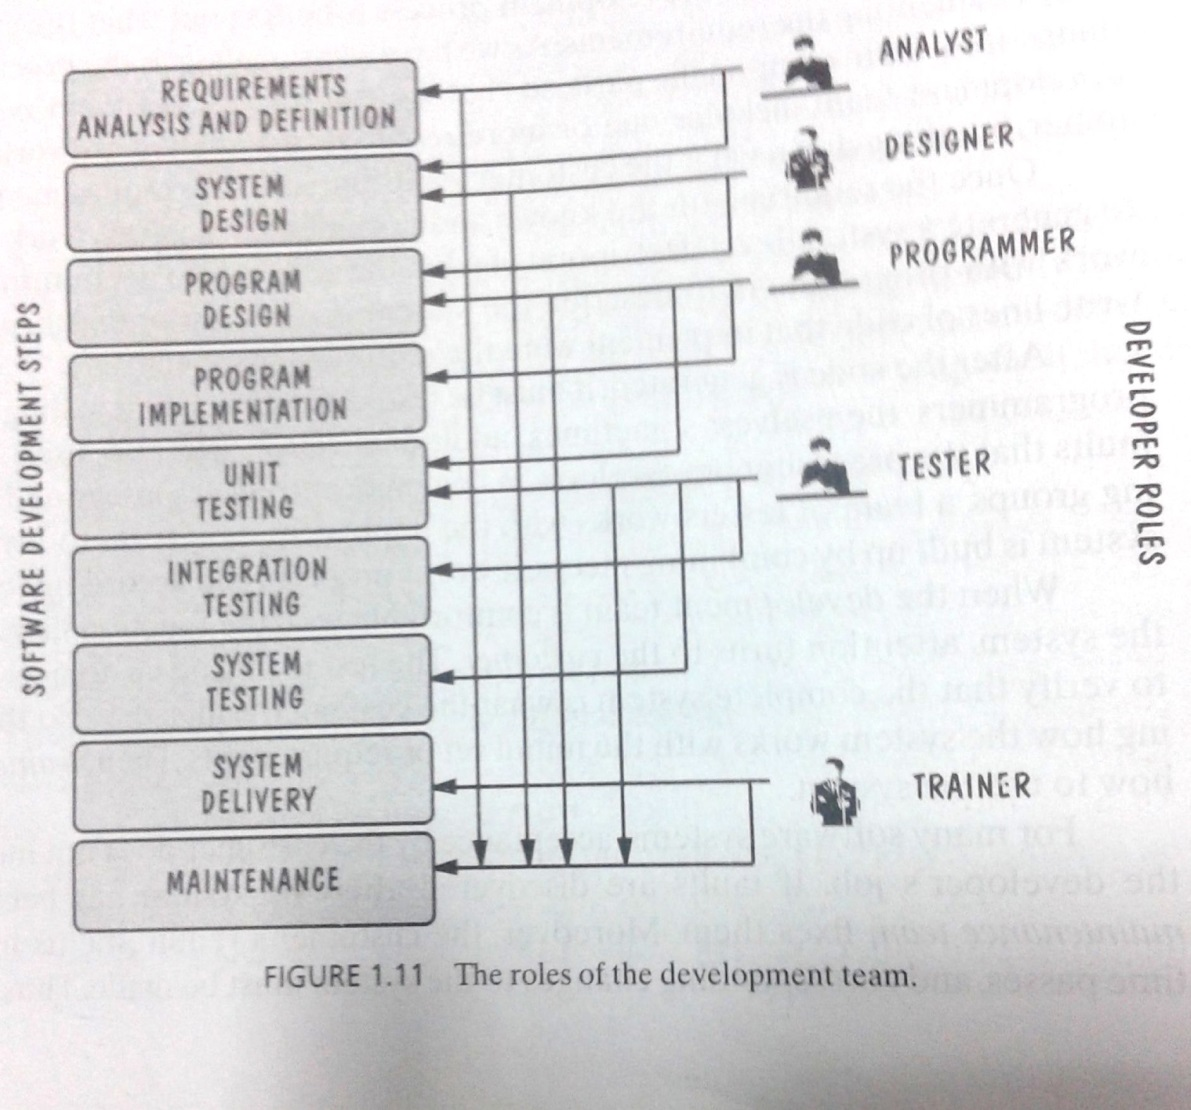 SOFTWARE DEVELOPMENT STEPS
REQUIREMENTS
ANALYSIS AND DEFINITION
SYSTEM
DESIGN
PROGRAM
DESIGN
PROGRAM
IMPLEMENTATION
UNIT
TESTING
INTEGRATION
TESTING
SYSTEM
TESTING
SYSTEM
DELIVERY
MAINTENANCE
ANALYST
DESIGNER
PROGRAMMER
TESTER
TRAINER
DEVELOPER ROLES
FIGURE 1.11 The roles of the development team.